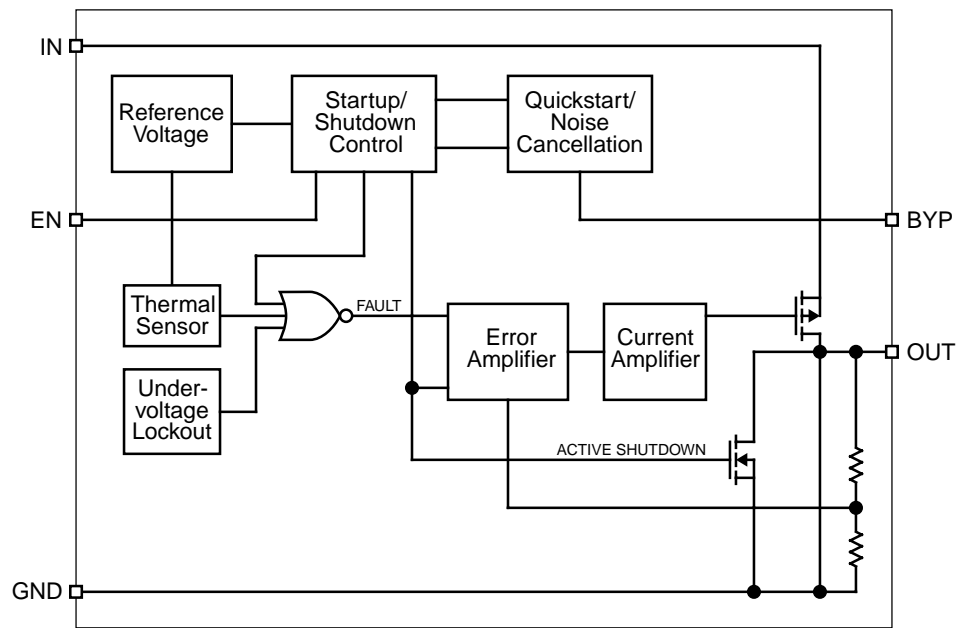 IN
Reference
Voltage
Startup/
Shutdown
Control
Quickstart/
Noise
Cancellation
EN
BYP
Thermal
Sensor
FAULT
Error
Amplifier
Current
Amplifier
OUT
Under-
voltage
Lockout
ACTIVE SHUTDOWN
GND